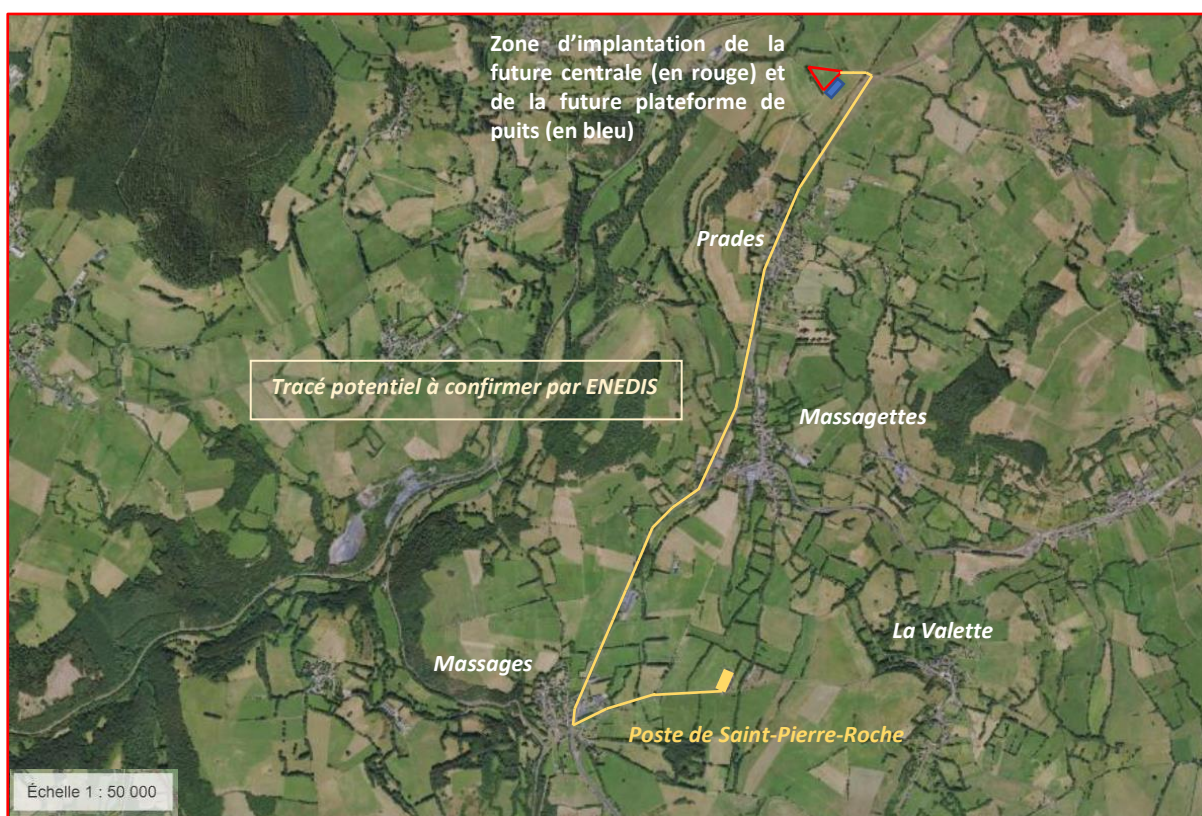 Zone d’implantation de la
future centrale (en rouge) et
de la future plateforme de
puits (en bleu)
Prades
Tracé potentiel à confirmer par ENEDIS
Massagettes
La Valette
Massages
Poste de Saint-Pierre-Roche
Échelle 1 : 50 000